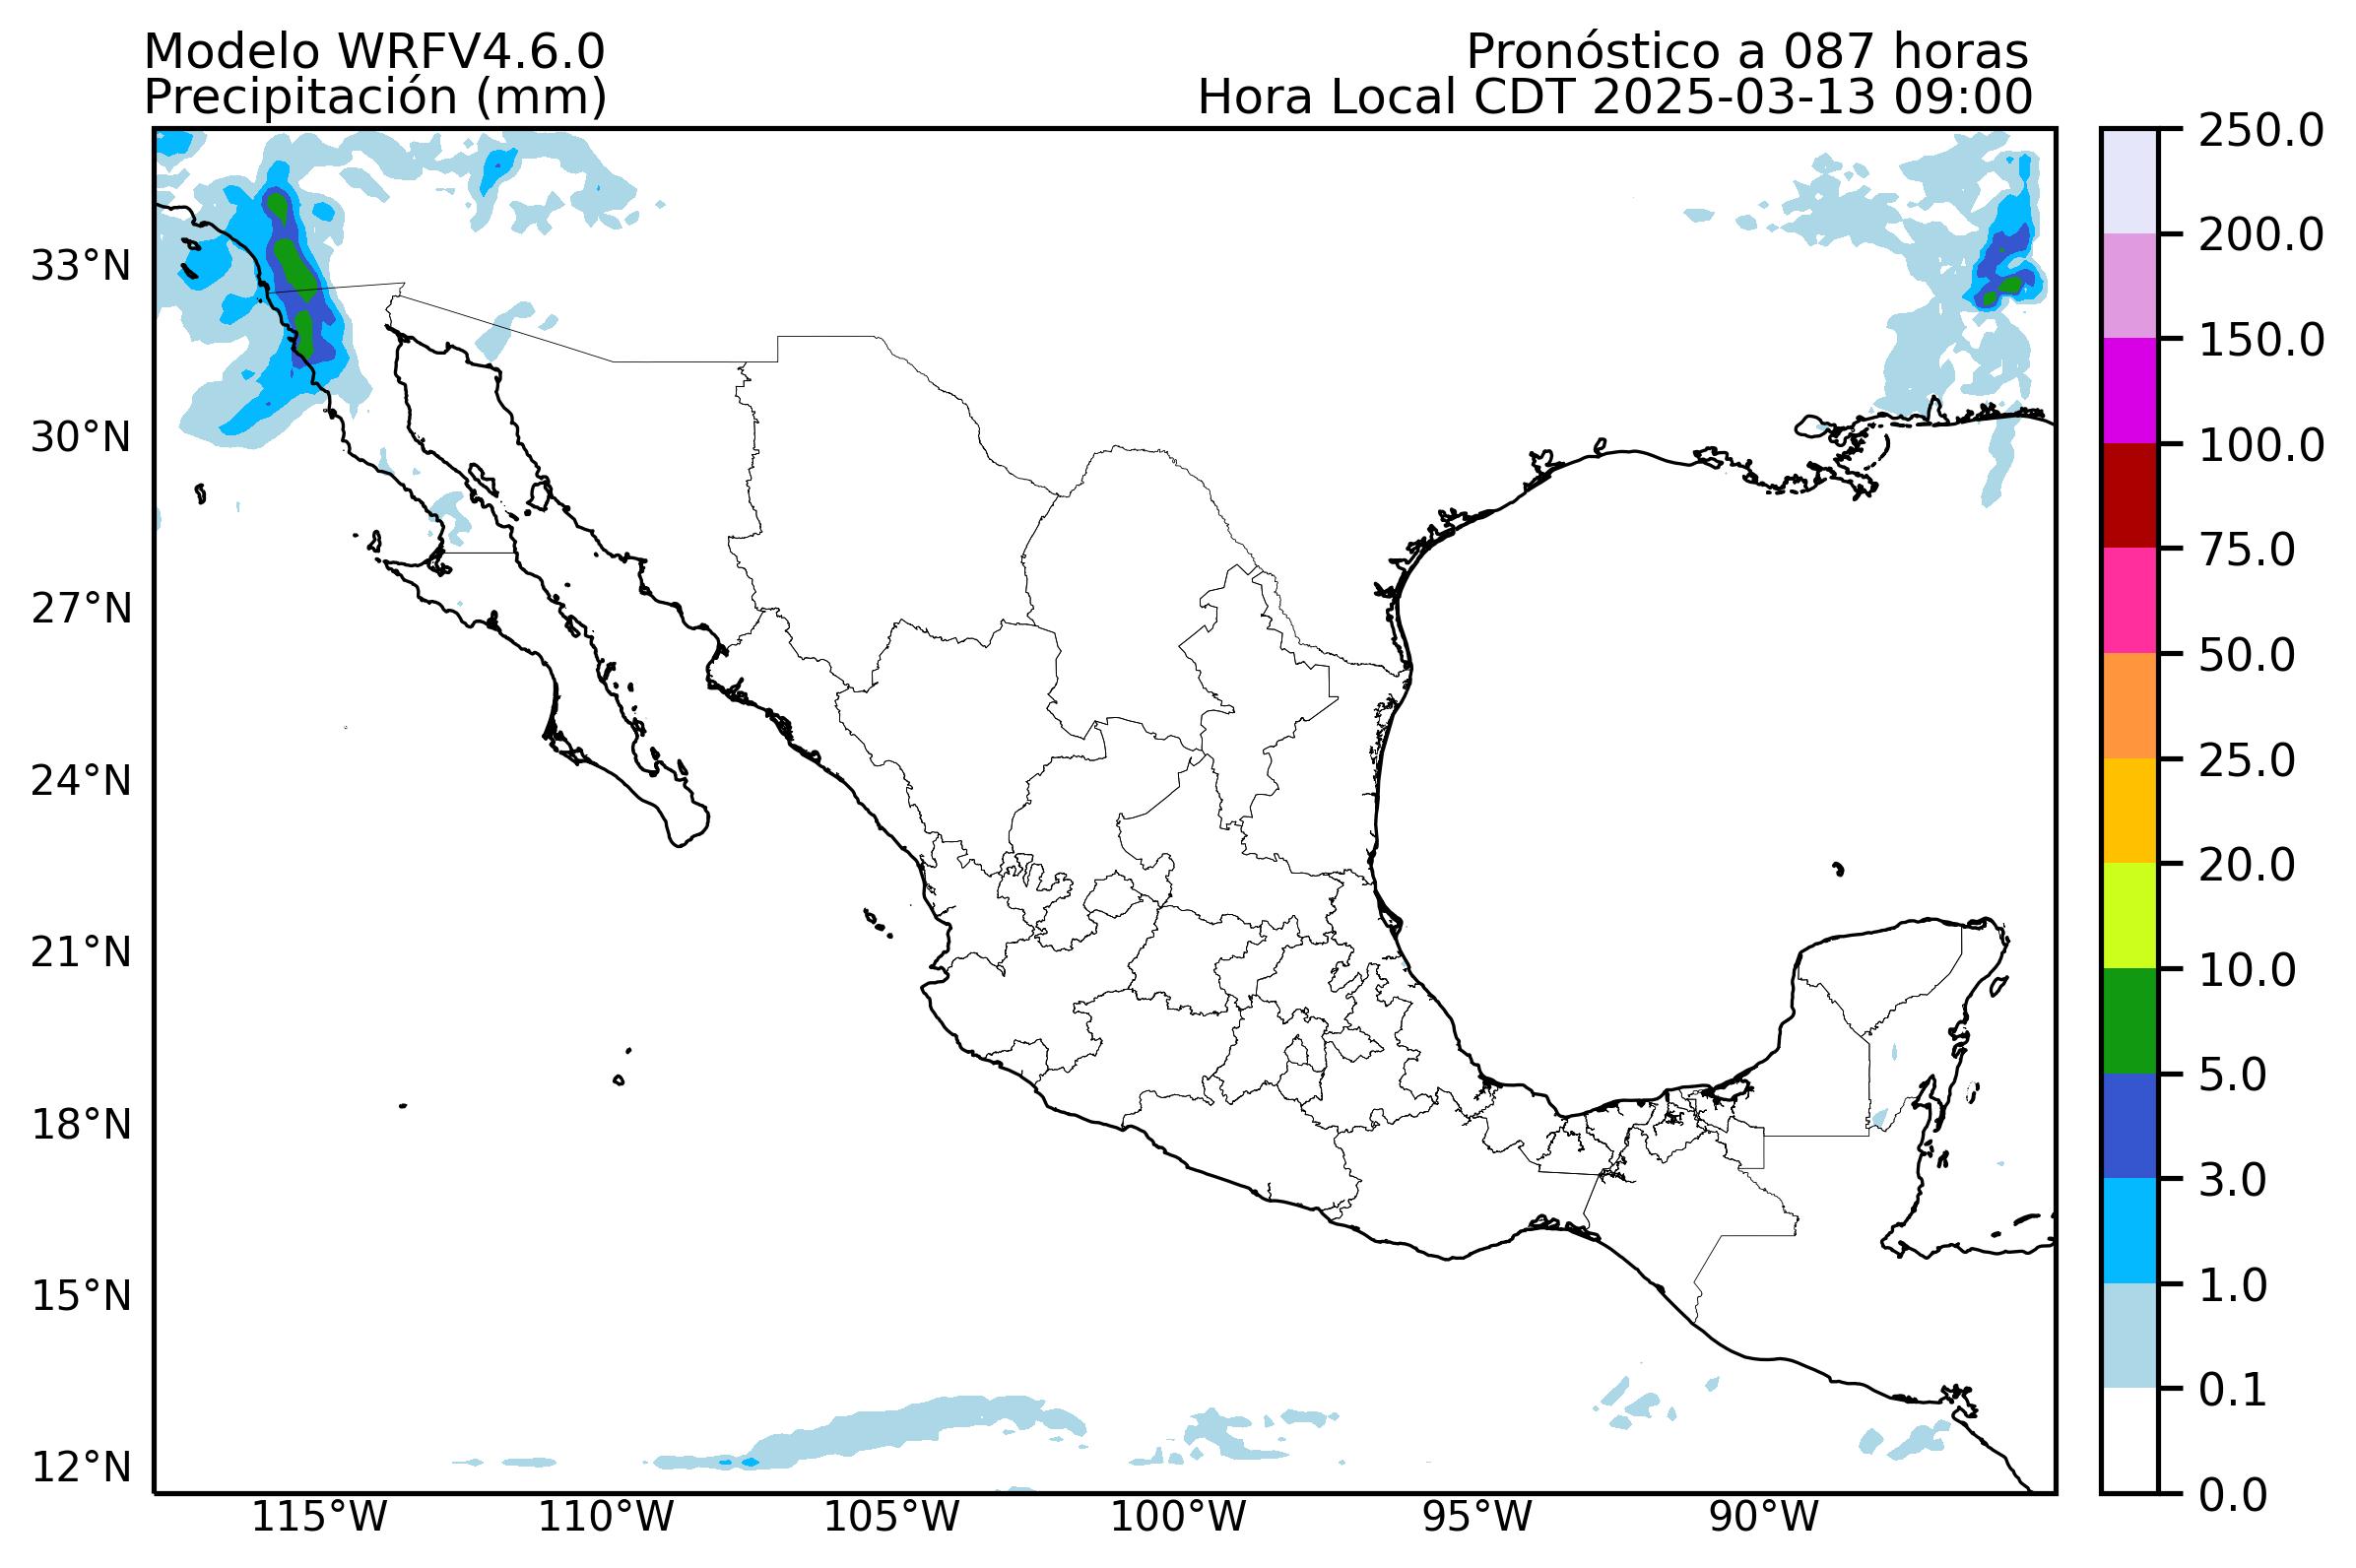 Modelo WRFV4.6.0
Precipitación (mm)
Pronóstico a 087 horas
Hora Local CDT 2025-03-13 09:00
33°N
30°N
27°N
24°N
21°N
18°N
15°N
12°N
115°W
110°W
105°W
100°W
95°W
90°W
250.0
200.0
150.0
100.0
75.0
50.0
25.0
20.0
10.0
5.0
3.0
1.0
0.1
0.0